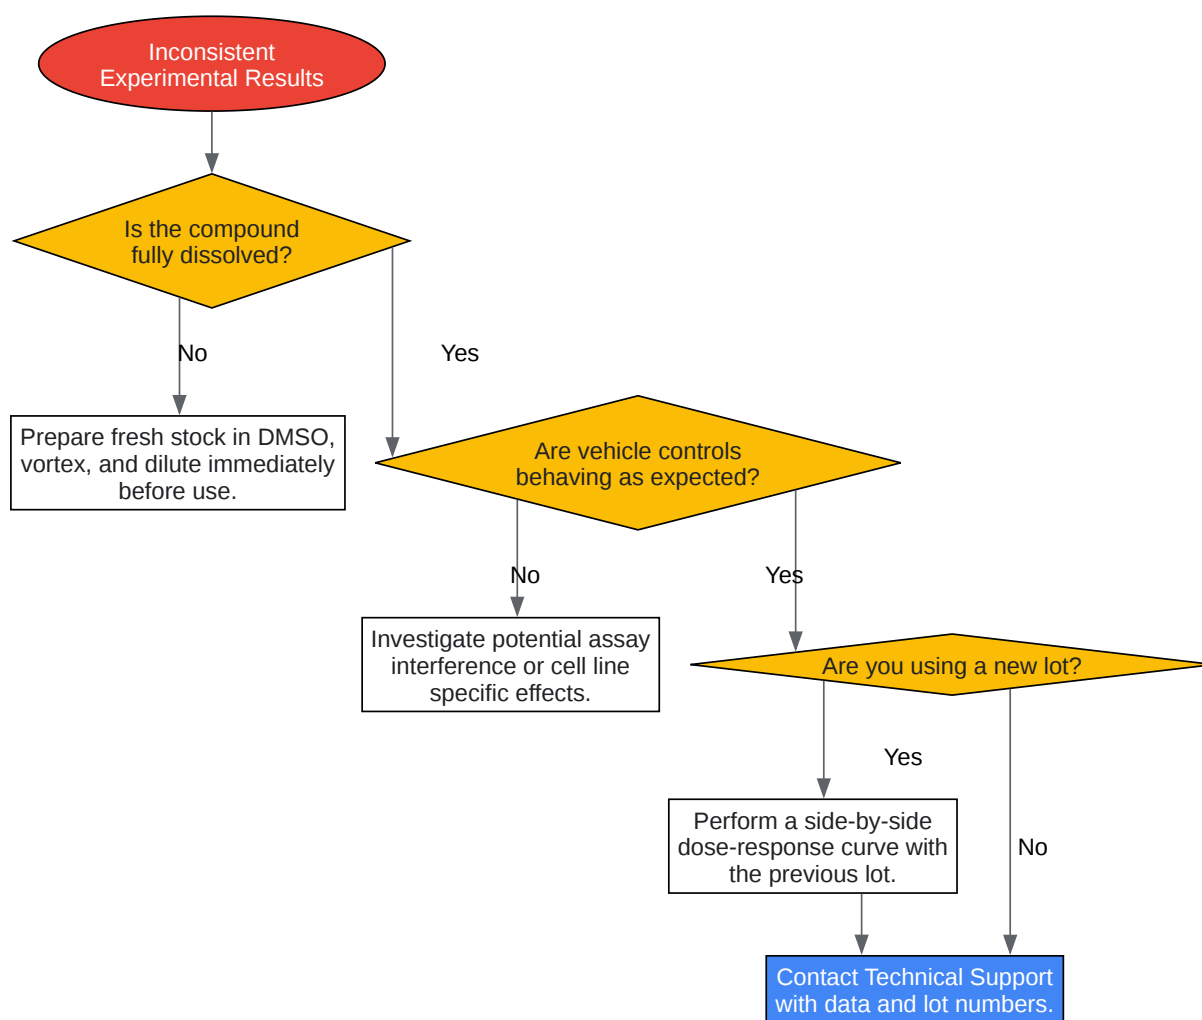 Inconsistent
Experimental Results
Is the compound
fully dissolved?
No
Yes
Prepare fresh stock in DMSO,
vortex, and dilute immediately
before use.
Are vehicle controls
behaving as expected?
No
Yes
Investigate potential assay
interference or cell line
specific effects.
Are you using a new lot?
Yes
No
Perform a side-by-side
dose-response curve with
the previous lot.
Contact Technical Support
with data and lot numbers.